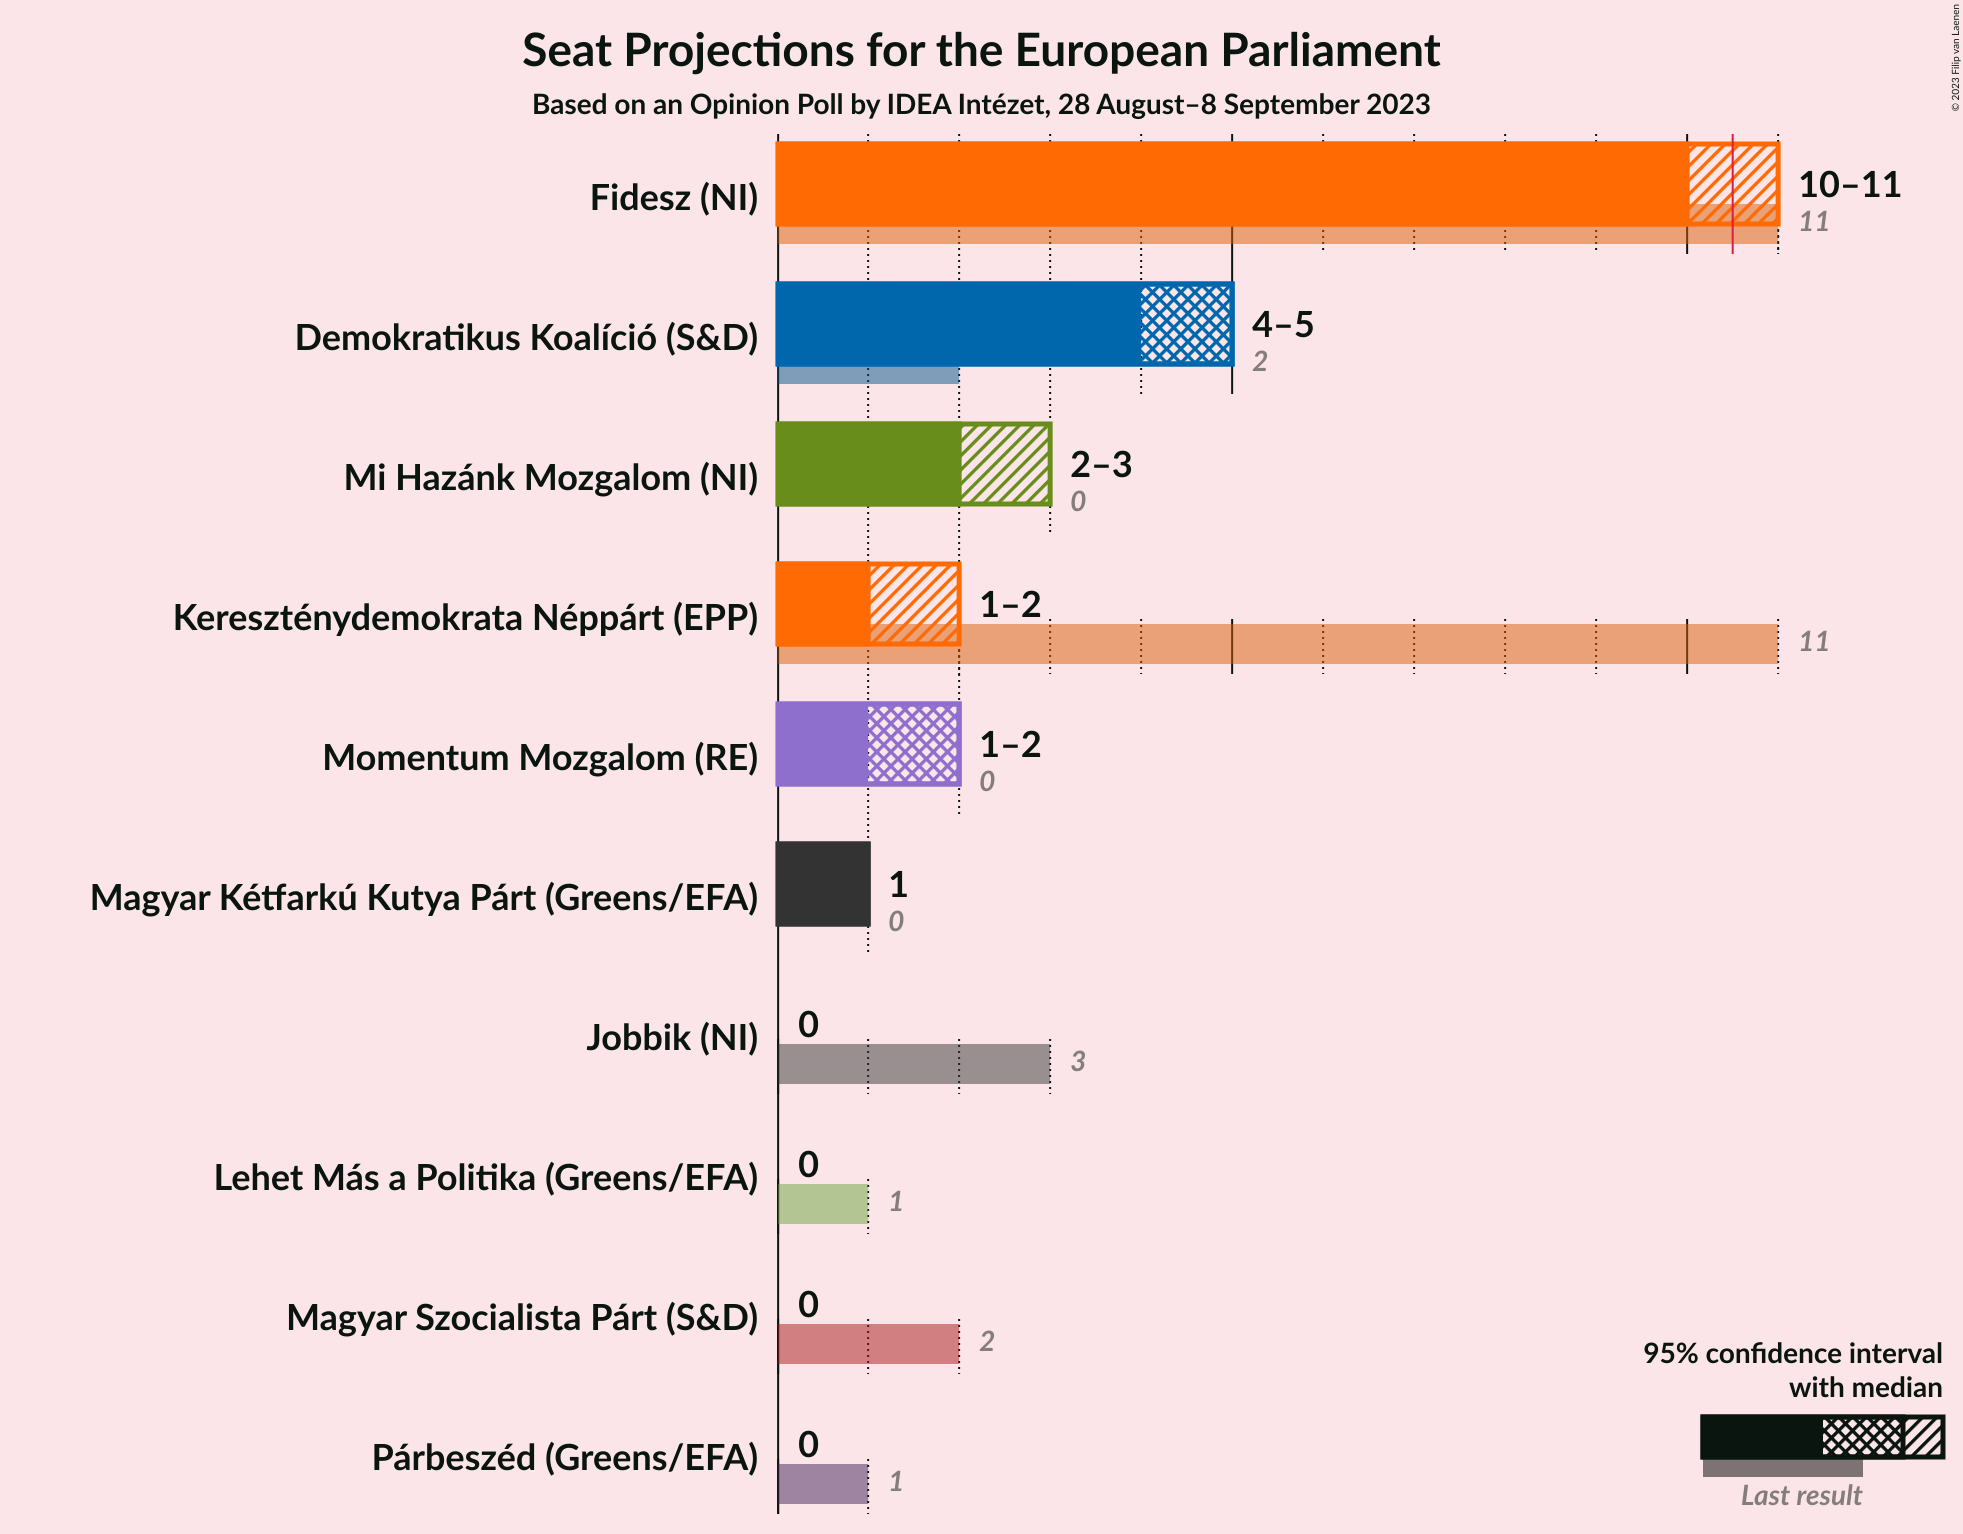 Seat Projections for the European Parliament
Based on an Opinion Poll by IDEA Intézet, 28 August–8 September 2023
© 2023 Filip van Laenen
Fidesz (NI)
10–11
11
Demokratikus Koalíció (S&D)
4–5
2
Mi Hazánk Mozgalom (NI)
2–3
0
Kereszténydemokrata Néppárt (EPP)
1–2
11
Momentum Mozgalom (RE)
1–2
0
Magyar Kétfarkú Kutya Párt (Greens/EFA)
1
0
Jobbik (NI)
0
3
Lehet Más a Politika (Greens/EFA)
0
1
Magyar Szocialista Párt (S&D)
0
2
Párbeszéd (Greens/EFA)
0
1
95% confidence interval
with median
Last result